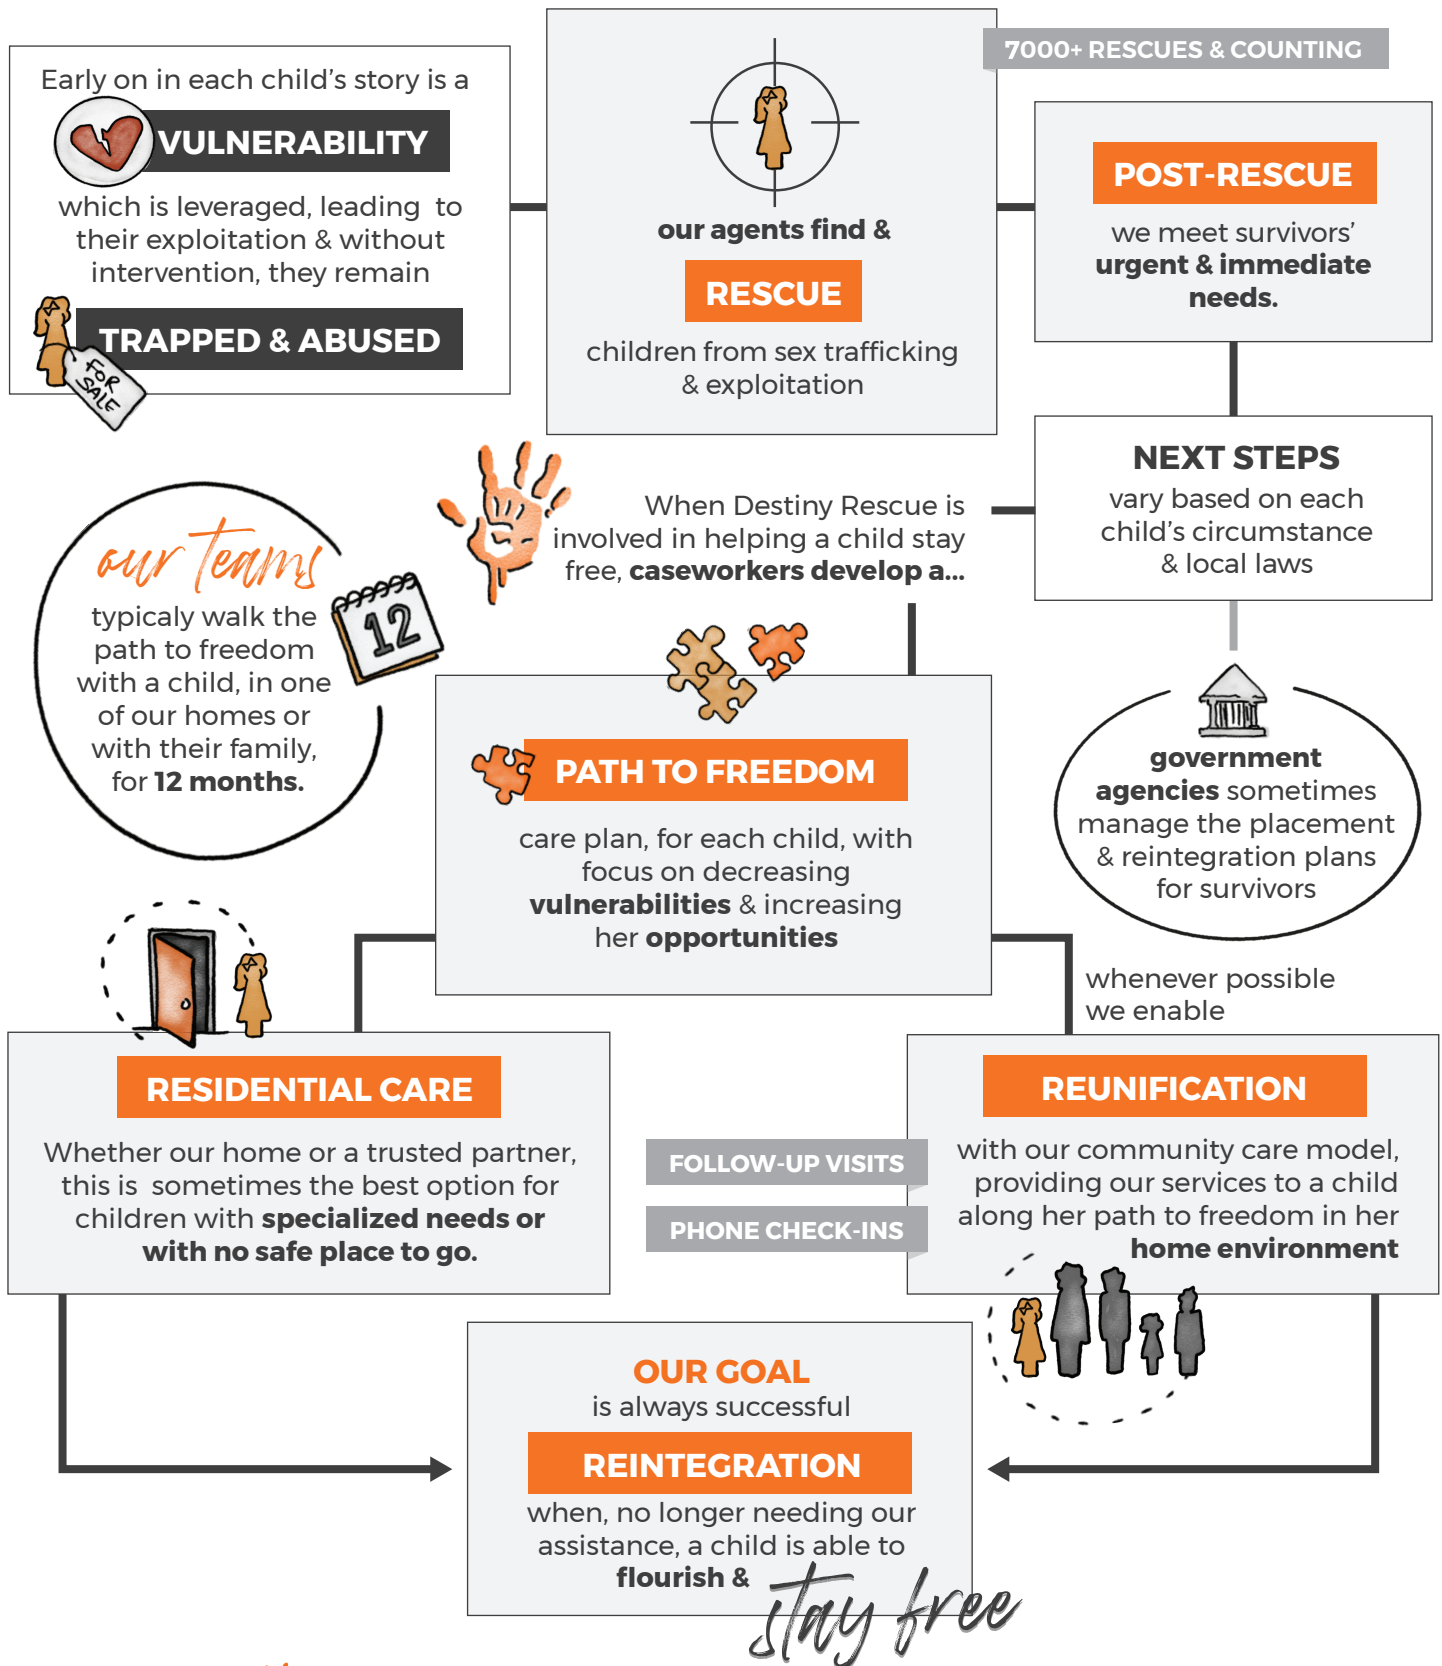 Early on in each child's story is a
VULNERABILITY
which is leveraged, leading to
their exploitation & without
intervention, they remain
TRAPPED & ABUSED
FOR
SALE
our agents find &
RESCUE
children from sex trafficking
& exploitation
7000+ RESCUES & COUNTING
POST-RESCUE
we meet survivors'
urgent & immediate
needs.
NEXT STEPS
vary based on each
child's circumstance
& local laws
government
agencies sometimes
manage the placement
& reintegration plans
for survivors
When Destiny Rescue is
involved in helping a child stay
free, caseworkers develop a...
our teams
typicaly walk the
path to freedom
with a child, in one
of our homes or
with their family,
for 12 months.
12
PATH TO FREEDOM
care plan, for each child, with
focus on decreasing
vulnerabilities & increasing
her opportunities
RESIDENTIAL CARE
Whether our home or a trusted partner,
this is sometimes the best option for
children with specialized needs or
with no safe place to go.
whenever possible
we enable
REUNIFICATION
with our community care model,
providing our services to a child
along her path to freedom in her
home environment
FOLLOW-UP VISITS
PHONE CHECK-INS
OUR GOAL
is always successful
REINTEGRATION
when, no longer needing our
assistance, a child is able to
flourish &
stay free